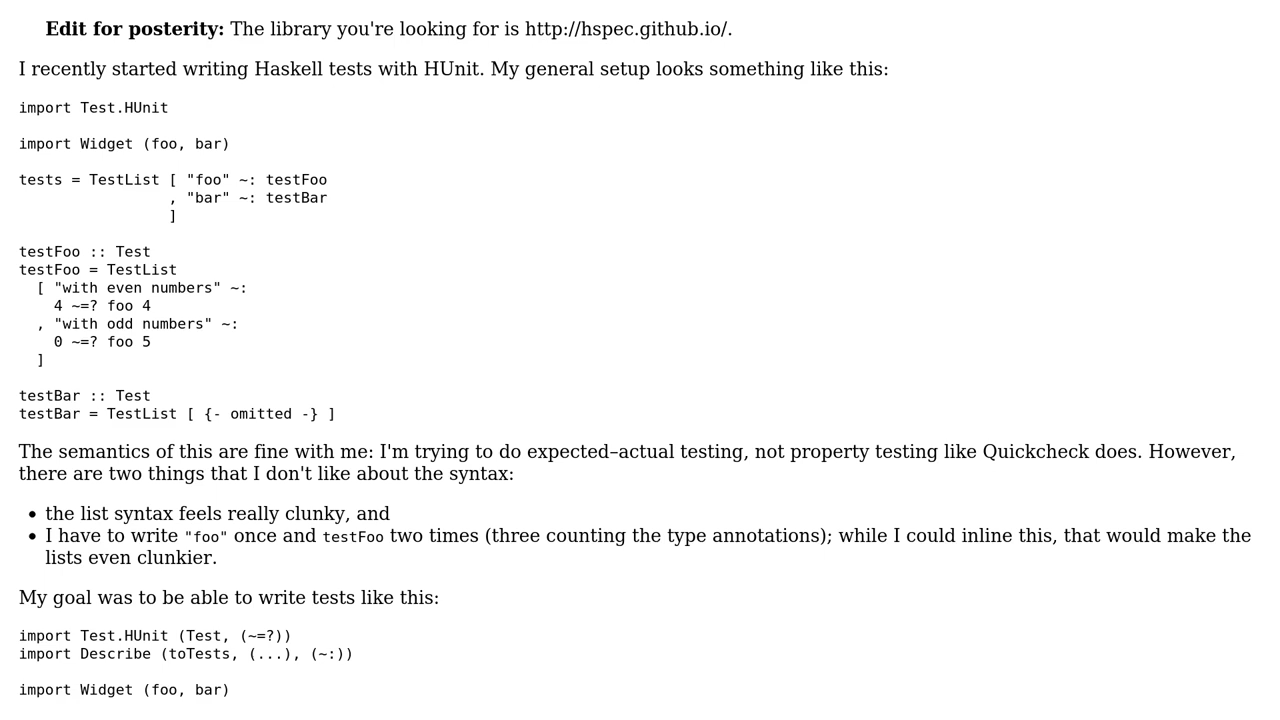 Edit for posterity: The library you're looking for is http://hspec.github.io/.
I recently started writing Haskell tests with HUnit. My general setup looks something like this:
import Test.HUnit
import Widget (foo, bar)
tests = TestList [ "foo" ~: testFoo
                 , "bar" ~: testBar
                 ]
testFoo :: Test
testFoo = TestList
  [ "with even numbers" ~:
    4 ~=? foo 4
  , "with odd numbers" ~:
    0 ~=? foo 5
  ]
testBar :: Test
testBar = TestList [ {- omitted -} ]
The semantics of this are fine with me: I'm trying to do expected–actual testing, not property testing like Quickcheck does. However,
there are two things that I don't like about the syntax:
• the list syntax feels really clunky, and
• I have to write "foo" once and testFoo two times (three counting the type annotations); while I could inline this, that would make the
lists even clunkier.
My goal was to be able to write tests like this:
import Test.HUnit (Test, (~=?))
import Describe (toTests, (...), (~:))
import Widget (foo, bar)